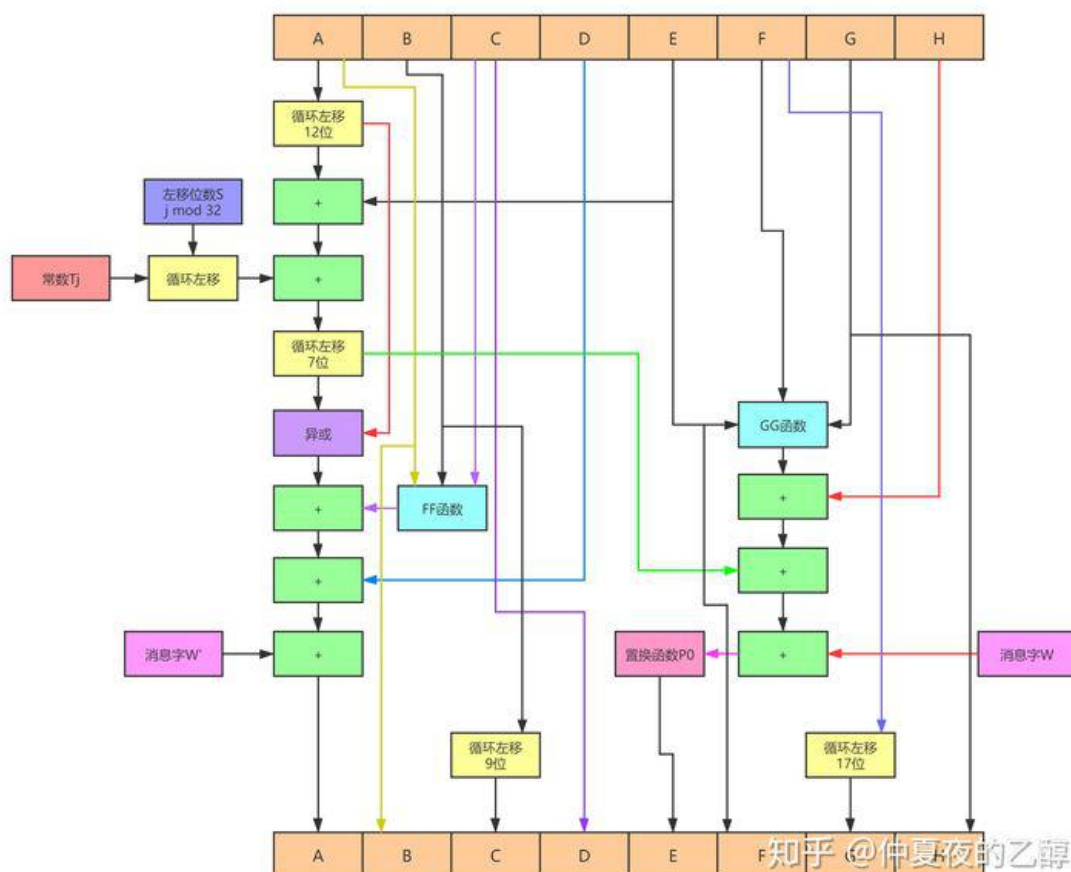 A B C D E F G H
循环左移
12位
左移位数S
j mod 32
+
常数Tj
循环左移
+
循环左移
7位
异或
GG函数
+
FF函数
+
+
+
消息字W'
+
置换函数P0
+
消息字W
循环左移
9位
循环左移
17位
A B C D E F G H
知乎 @仲夏夜的乙醇